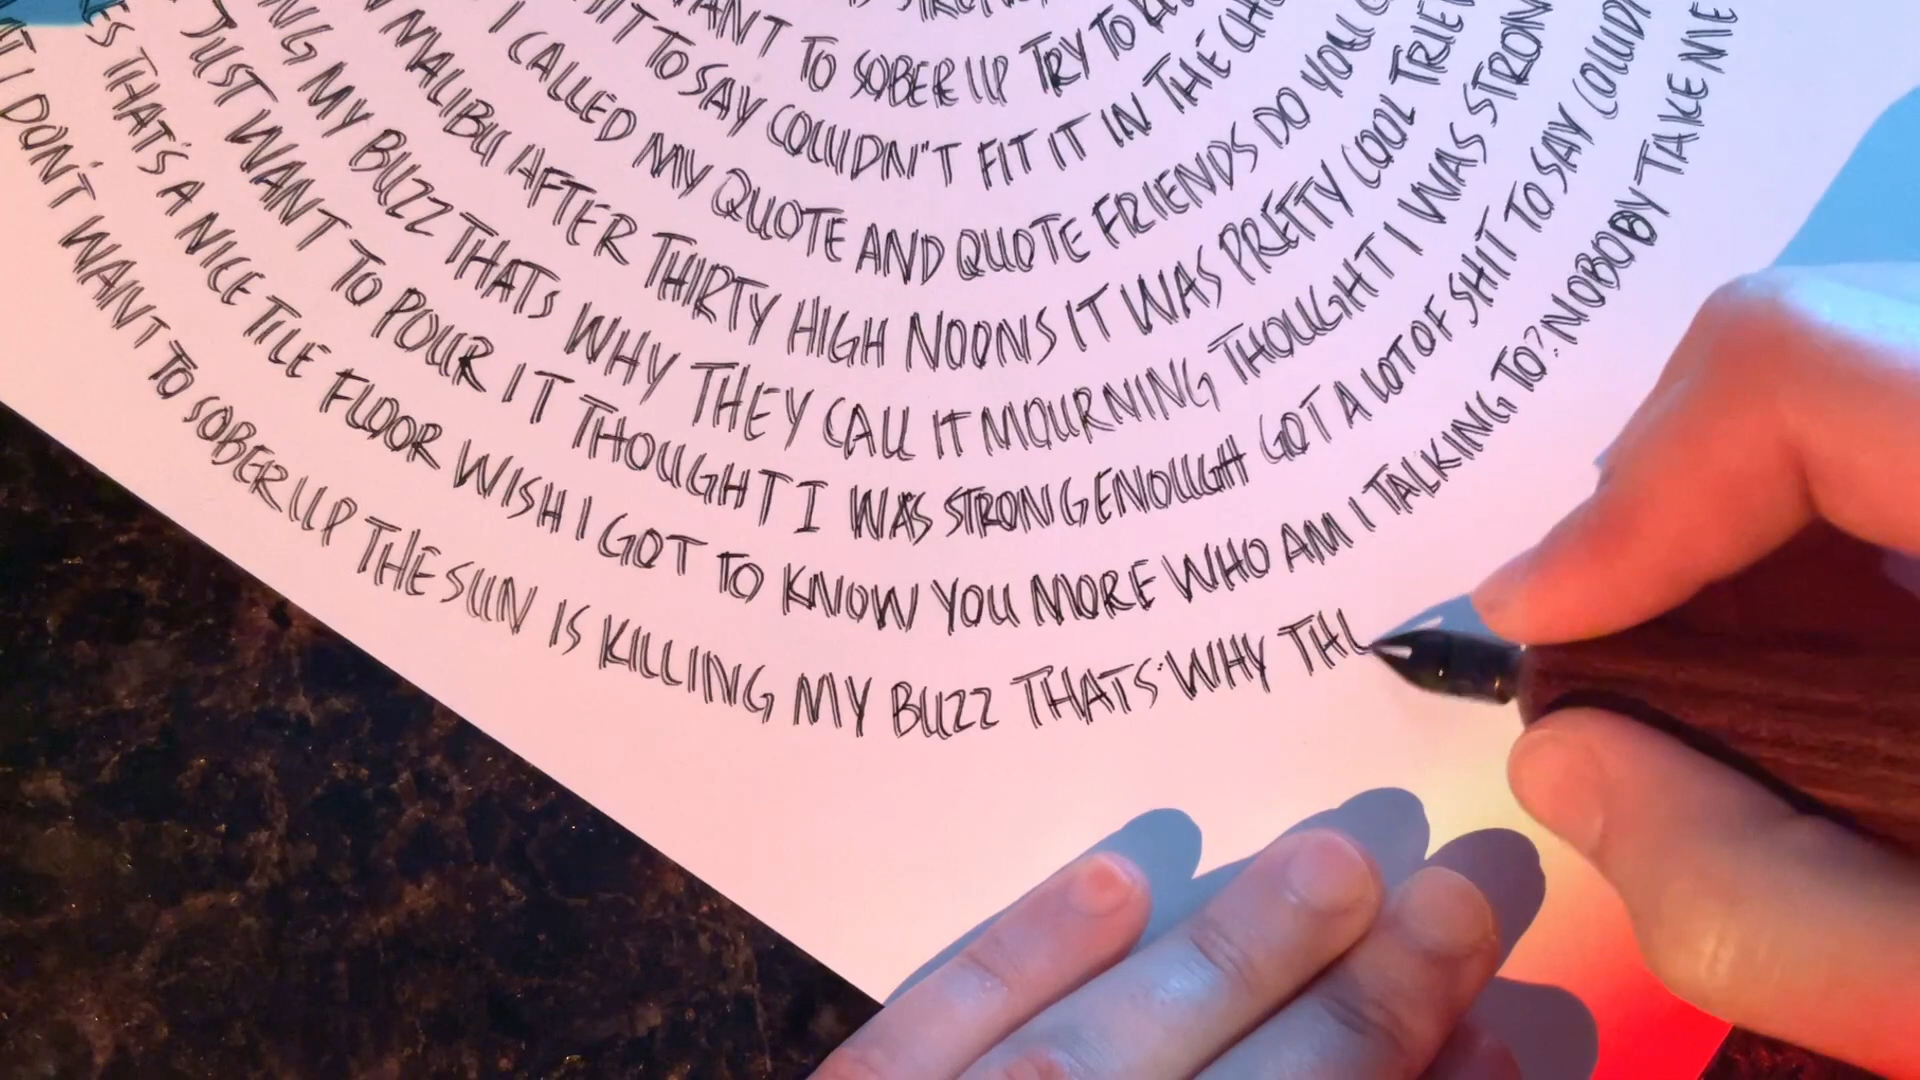 TO SOBER UP TRY TO
IT TO SAY COUUDN'T FIT IT IN THE
I CALLED MY QUOTE AND QUOTE FRIENDS DO YOU
MALIBU AFTER THIRTY HIGH NOONS IT WAS PRETTY COOL
MY BUZZ THATS WHY THEY CALL IT MOURNING THOUGHT I WAS STRON
JUST WANT TO POUR IT THOUGHT I WAS STRONG ENOUGH GOT A LOT OF SHIT TO SAY COUUD
THAT'S A NICE TILE FLOOR WISH I GOT TO KNOW YOU MORE WHO AM I TALKING TO? NOBODY TAKE ME
I DON'T WANT TO SOBER UP THE SUN IS KILLING MY BUZZ THATS WHY TH